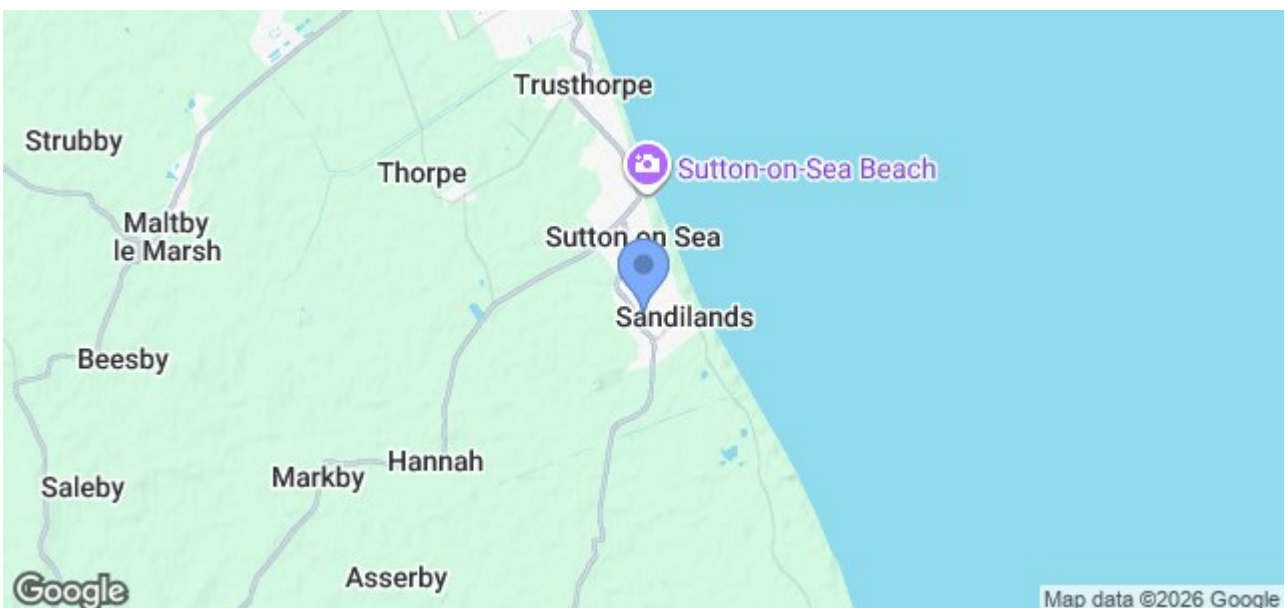 Trusthorpe
Strubby
Sutton-on-Sea Beach
Thorpe
Maltby
le Marsh
Sutton on Sea
Sandilands
Beesby
Hannah
Markby
Saleby
Asserby
Google
Map data ©2026 Google